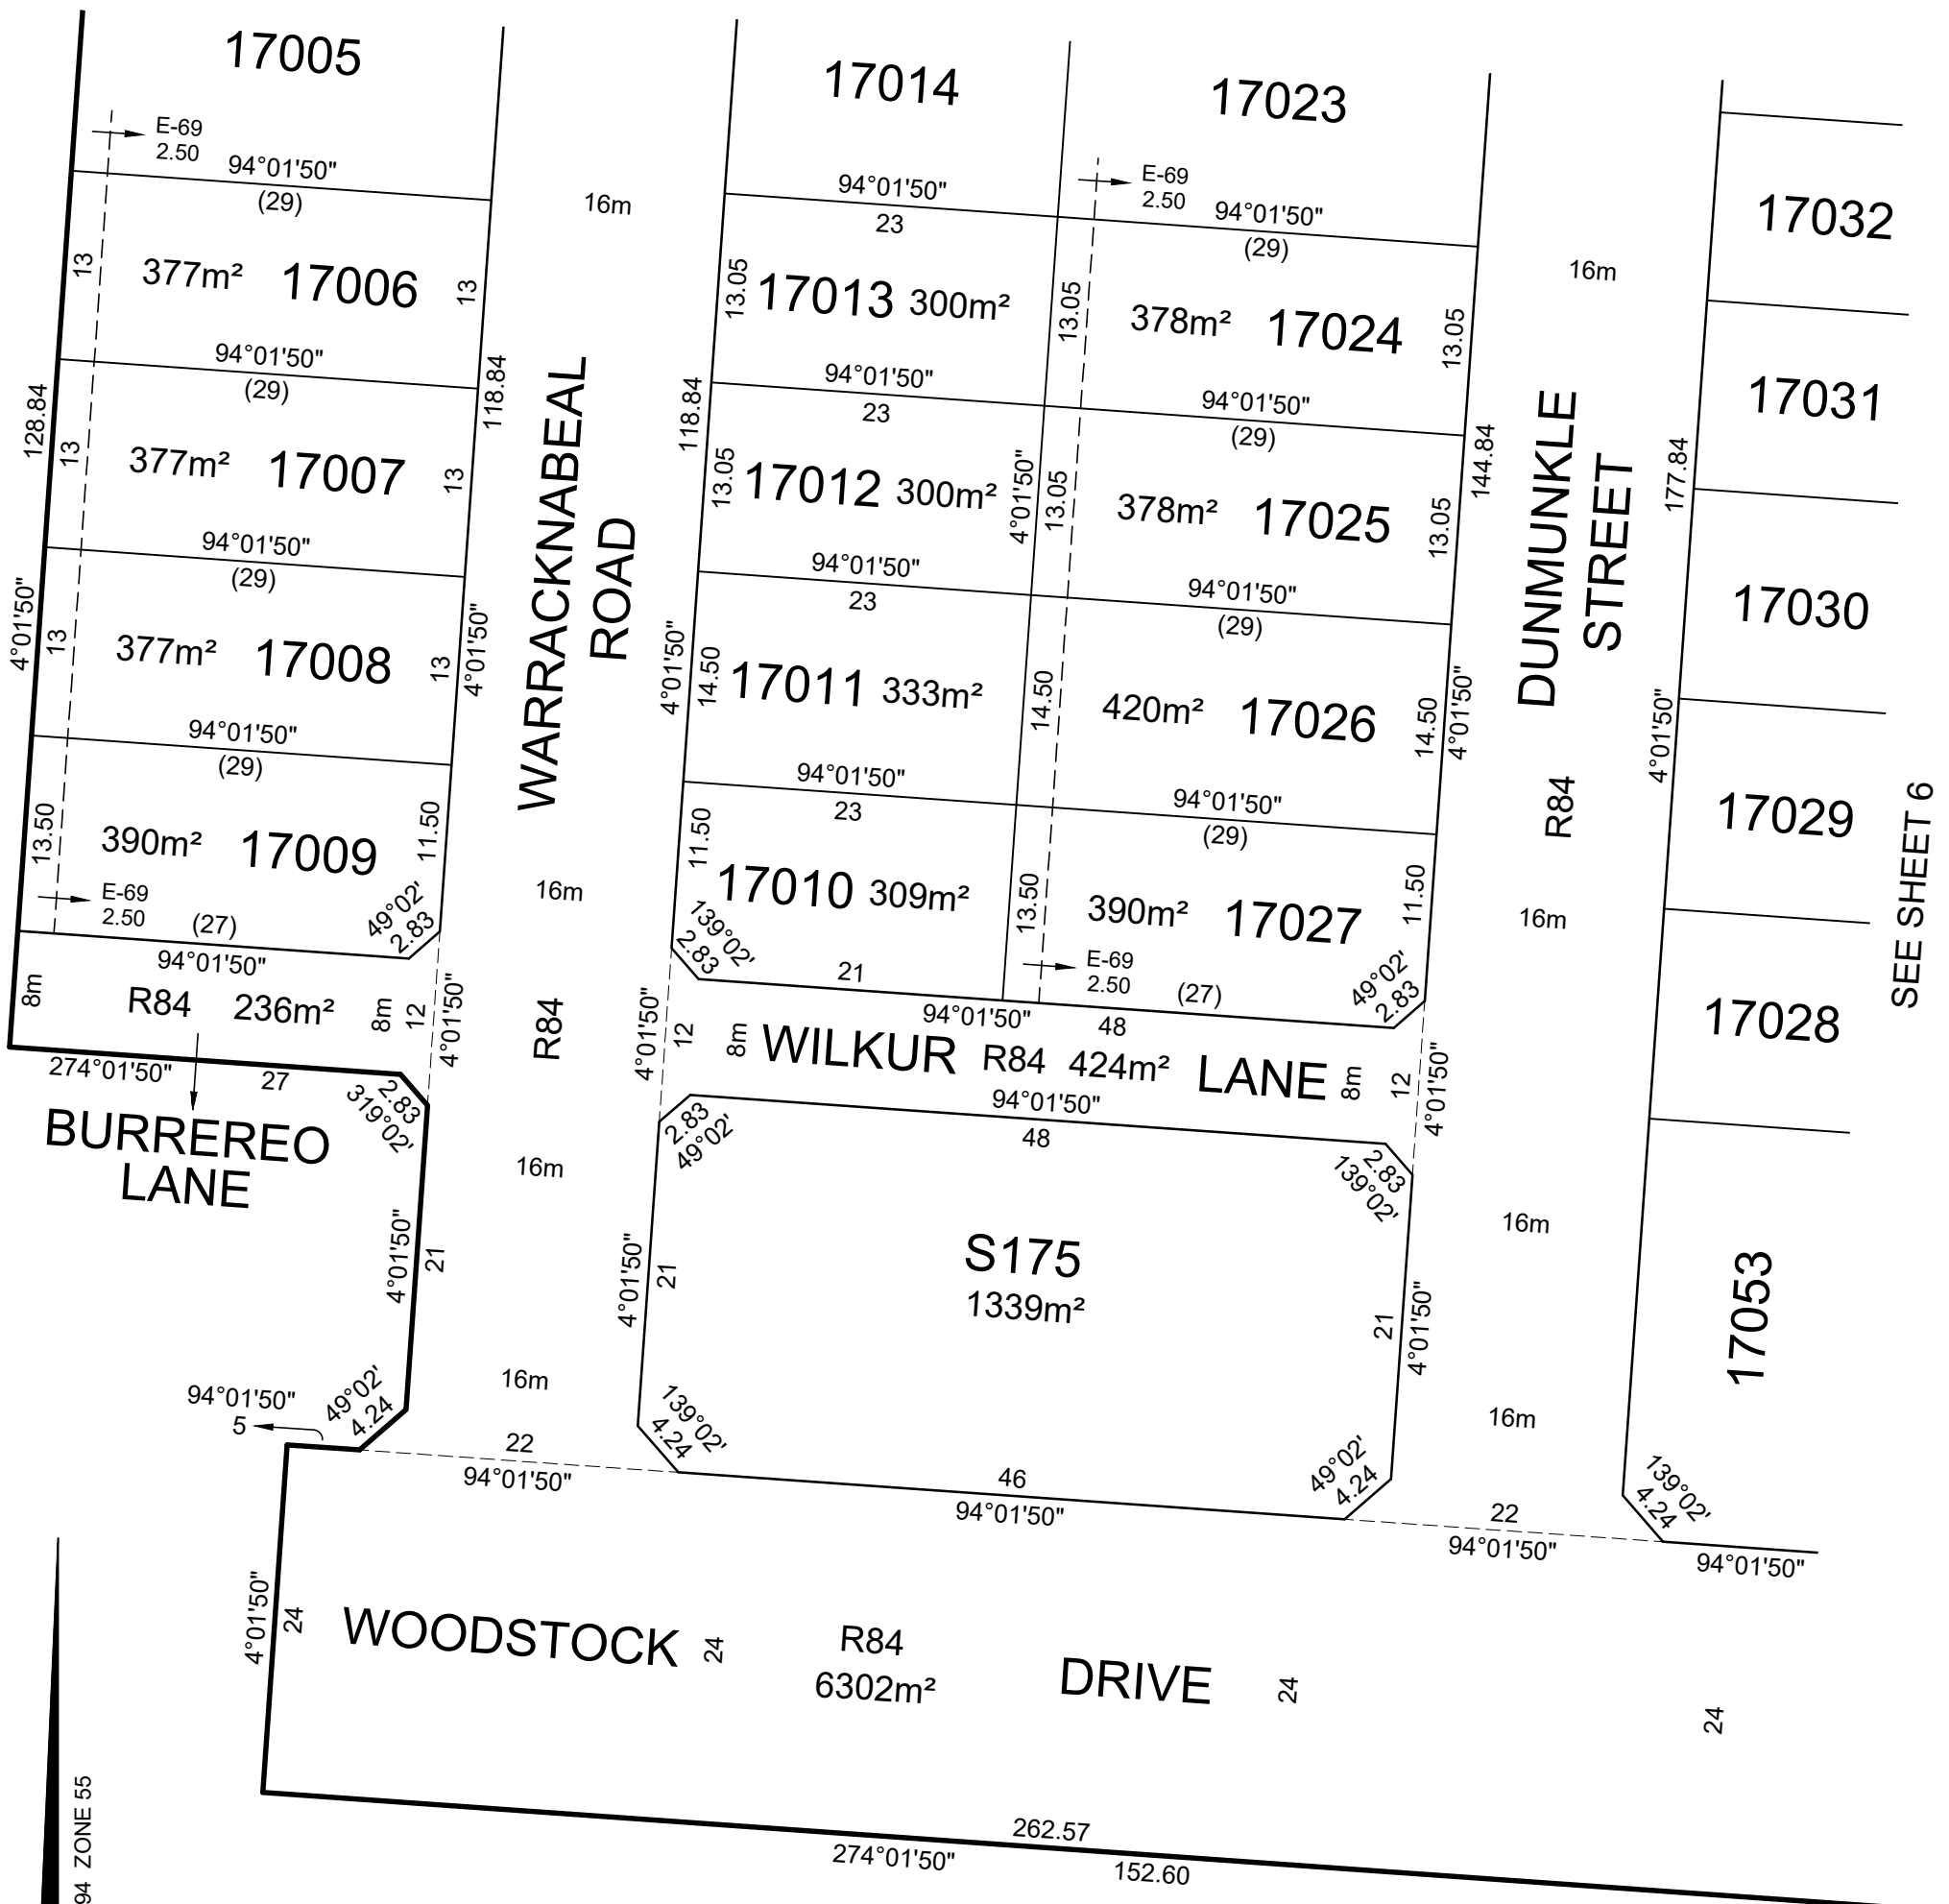 17005
17014
17023
E-69
2.50
94°01'50"
(29)
16m
94°01'50"
23
E-69
2.50
94°01'50"
(29)
16m
17032
13
377m²
17006
13
13.05
17013
300m²
13.05
378m²
17024
13.05
94°01'50"
(29)
94°01'50"
23
94°01'50"
(29)
17031
128.84
118.84
118.84
144.84
177.84
13
377m²
17007
13
13.05
17012
300m²
4°01'50"
13.05
378m²
17025
13.05
WARRACKNABEAL
ROAD
DUNMUNKLE
STREET
94°01'50"
(29)
94°01'50"
23
94°01'50"
(29)
17030
4°01'50"
13
377m²
17008
13
4°01'50"
4°01'50"
14.50
17011
333m²
14.50
420m²
17026
14.50
4°01'50"
4°01'50"
94°01'50"
(29)
94°01'50"
23
94°01'50"
(29)
R84
17029
SEE SHEET 6
13.50
390m²
17009
11.50
11.50
17010
309m²
13.50
390m²
17027
11.50
E-69
2.50
(27)
49°02'
2.83
16m
139°02'
2.83
21
E-69
2.50
(27)
49°02'
2.83
16m
94°01'50"
94°01'50"
48
8m
R84
236m²
8m
12
4°01'50"
R84
4°01'50"
12
8m
WILKUR
R84
424m²
LANE
8m
12
4°01'50"
17028
274°01'50"
27
2.83
319°02'
2.83
49°02'
94°01'50"
48
2.83
139°02'
BURREREO
LANE
16m
16m
4°01'50"
21
4°01'50"
21
S175
1339m²
21
4°01'50"
17053
94°01'50"
5
49°02'
4.24
16m
139°02'
4.24
49°02'
4.24
16m
139°02'
4.24
22
94°01'50"
46
94°01'50"
22
94°01'50"
94°01'50"
4°01'50"
24
WOODSTOCK
24
R84
6302m²
DRIVE
24
24
94 ZONE 55
262.57
274°01'50"
152.60